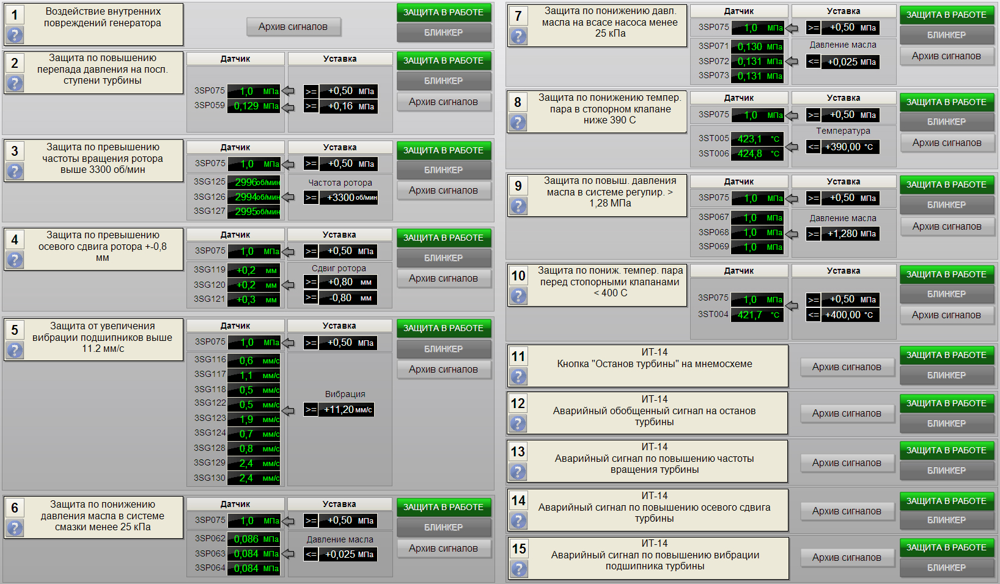 1
Воздействие внутренних
повреждений генератора
?
Архив сигналов
ЗАЩИТА В РАБОТЕ
БЛИНКЕР
2
Защита по повышению
перепада давления на посл.
ступени турбины
?
Датчик
Уставка
3SP075 1,0 МПа >= +0,50 МПа
3SP059 0,129 МПа >= +0,16 МПа
ЗАЩИТА В РАБОТЕ
БЛИНКЕР
Архив сигналов
3
Защита по превышению
частоты вращения ротора
выше 3300 об/мин
?
Датчик
Уставка
3SP075 1,0 МПа >= +0,50 МПа
3SG125 2996 об/мин
Частота ротора
3SG126 2994 об/мин >= +3300 об/мин
3SG127 2995 об/мин
ЗАЩИТА В РАБОТЕ
БЛИНКЕР
Архив сигналов
4
Защита по превышению
осевого сдвига ротора +-0,8
мм
?
Датчик
Уставка
3SP075 1,0 МПа >= +0,50 МПа
3SG119 +0,2 мм
Сдвиг ротора
3SG120 +0,2 мм >= +0,80 мм
3SG121 +0,3 мм >= -0,80 мм
ЗАЩИТА В РАБОТЕ
БЛИНКЕР
Архив сигналов
5
Защита от увеличения
вибрации подшипников выше
11.2 мм/с
?
Датчик
Уставка
3SP075 1,0 МПа >= +0,50 МПа
3SG116 0,6 мм/с
3SG117 1,1 мм/с
3SG118 0,5 мм/с
Вибрация
3SG122 0,5 мм/с >= +11,20 мм/с
3SG123 1,9 мм/с
3SG124 0,7 мм/с
3SG128 0,8 мм/с
3SG129 2,4 мм/с
3SG130 2,4 мм/с
ЗАЩИТА В РАБОТЕ
БЛИНКЕР
Архив сигналов
6
Защита по понижению
давления масла в системе
смазки менее 25 кПа
?
Датчик
Уставка
3SP075 1,0 МПа >= +0,50 МПа
3SP062 0,086 МПа
Давление масла
3SP063 0,084 МПа <= +0,025 МПа
3SP064 0,084 МПа
ЗАЩИТА В РАБОТЕ
БЛИНКЕР
Архив сигналов
7
Защита по понижению давл.
масла на всасе насоса менее
25 кПа
?
Датчик
Уставка
3SP075 1,0 МПа >= +0,50 МПа
3SP071 0,130 МПа
Давление масла
3SP072 0,131 МПа <= +0,025 МПа
3SP073 0,131 МПа
ЗАЩИТА В РАБОТЕ
БЛИНКЕР
Архив сигналов
8
Защита по понижению темпер.
пара в стопорном клапане
ниже 390 С
?
Датчик
Уставка
3SP075 1,0 МПа >= +0,50 МПа
Температура
3ST005 423,1 °С <= +390,00 °С
3ST006 424,8 °С
ЗАЩИТА В РАБОТЕ
БЛИНКЕР
Архив сигналов
9
Защита по повыш. давления
масла в системе регулир. >
1,28 МПа
?
Датчик
Уставка
3SP075 1,0 МПа >= +0,50 МПа
3SP067 1,0 МПа
Давление масла
3SP068 1,0 МПа >= +1,280 МПа
3SP069 1,0 МПа
ЗАЩИТА В РАБОТЕ
БЛИНКЕР
Архив сигналов
10
Защита по пониж. темпер. пара
перед стопорными клапанами
< 400 С
?
Датчик
Уставка
3SP075 1,0 МПа >= +0,50 МПа
3ST004 421,7 °С <= +400,00 °С
ЗАЩИТА В РАБОТЕ
БЛИНКЕР
Архив сигналов
11
ИТ-14
Кнопка "Останов турбины" на мнемосхеме
?
Архив сигналов
ЗАЩИТА В РАБОТЕ
БЛИНКЕР
12
ИТ-14
Аварийный обобщенный сигнал на останов
турбины
?
Архив сигналов
ЗАЩИТА В РАБОТЕ
БЛИНКЕР
13
ИТ-14
Аварийный сигнал по повышению частоты
вращения турбины
?
Архив сигналов
ЗАЩИТА В РАБОТЕ
БЛИНКЕР
14
ИТ-14
Аварийный сигнал по повышению осевого сдвига
турбины
?
Архив сигналов
ЗАЩИТА В РАБОТЕ
БЛИНКЕР
15
ИТ-14
Аварийный сигнал по повышению вибрации
подшипника турбины
?
Архив сигналов
ЗАЩИТА В РАБОТЕ
БЛИНКЕР